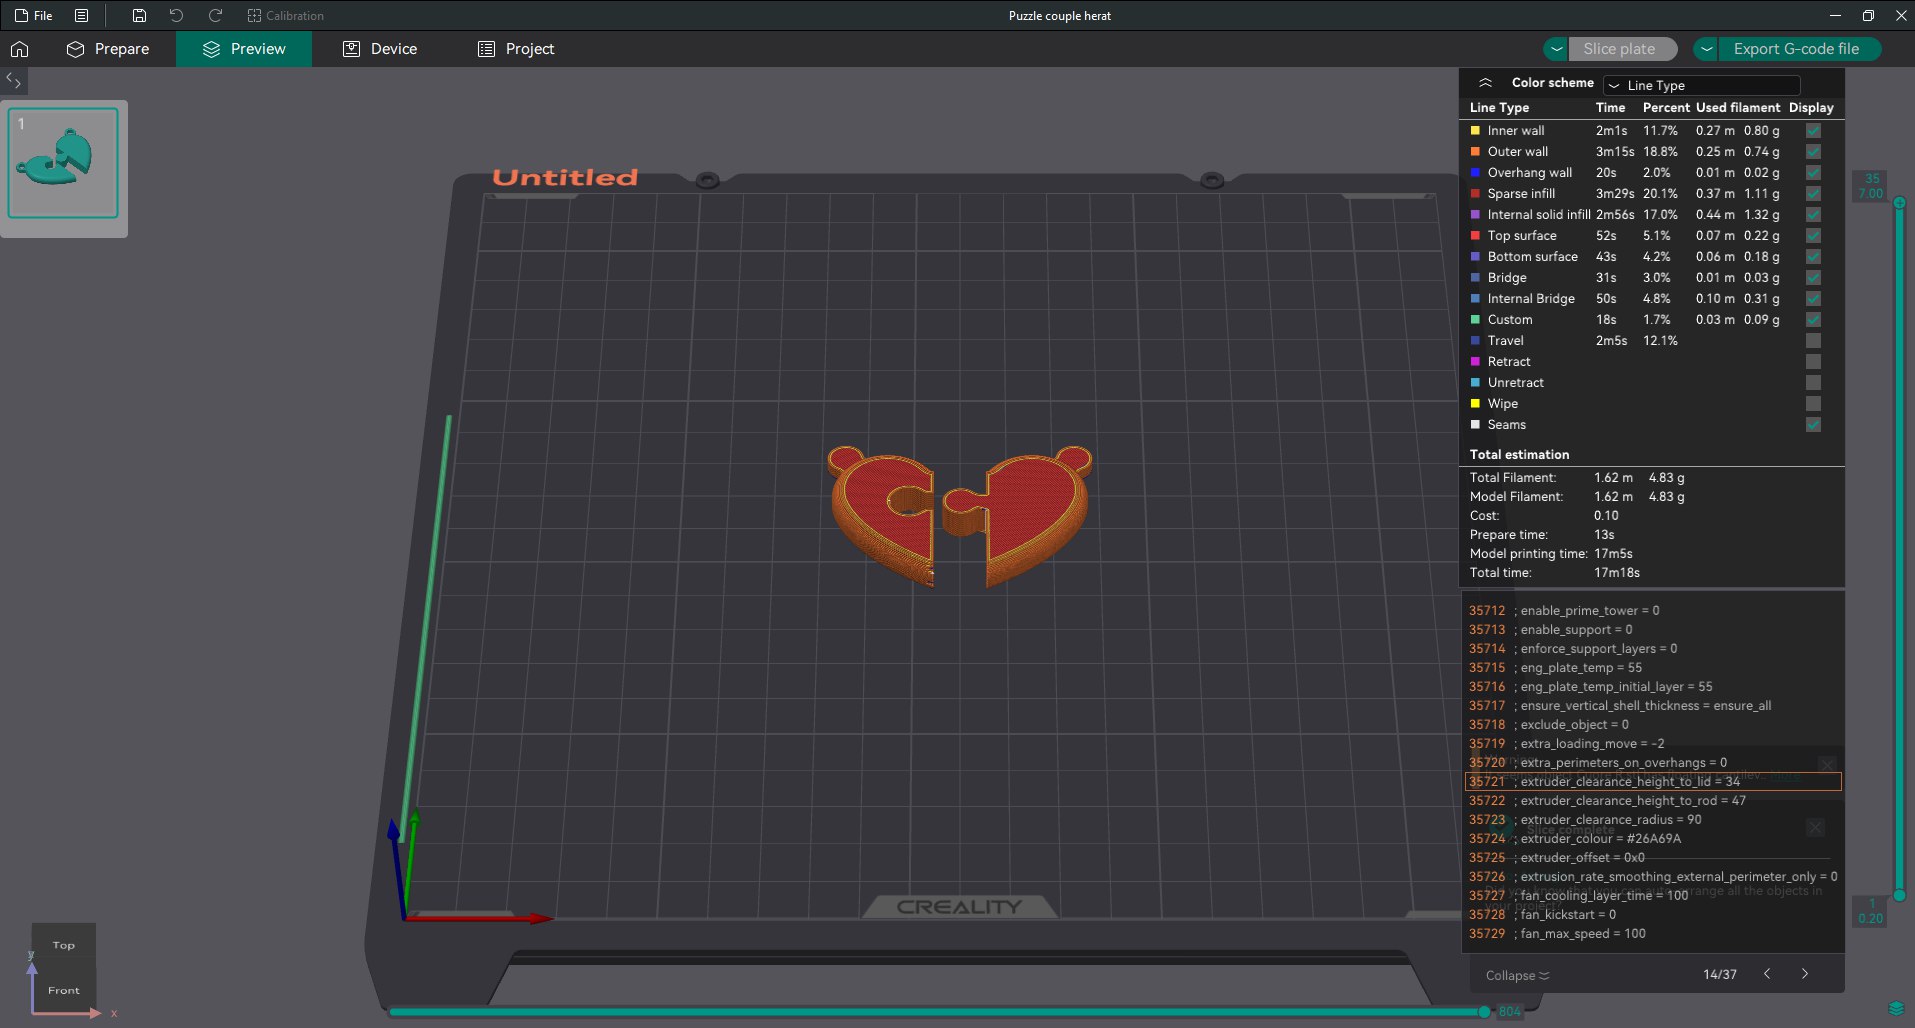 File
Calibration
Puzzle couple herat
Prepare
Preview
Device
Project
Slice plate
Export G-code file
1
Untitled
CREALITY
Color scheme Line Type
Line Type Time Percent Used filament Display
Inner wall 2m1s 11.7% 0.27 m 0.80 g
Outer wall 3m15s 18.8% 0.25 m 0.74 g
Overhang wall 20s 2.0% 0.01 m 0.02 g
Sparse infill 3m29s 20.1% 0.37 m 1.11 g
Internal solid infill 2m56s 17.0% 0.44 m 1.32 g
Top surface 52s 5.1% 0.07 m 0.22 g
Bottom surface 43s 4.2% 0.06 m 0.18 g
Bridge 31s 3.0% 0.01 m 0.03 g
Internal Bridge 50s 4.8% 0.10 m 0.31 g
Custom 18s 1.7% 0.03 m 0.09 g
Travel 2m5s 12.1%
Retract
Unretract
Wipe
Seams
Total estimation
Total Filament: 1.62 m 4.83 g
Model Filament: 1.62 m 4.83 g
Cost: 0.10
Prepare time: 13s
Model printing time: 17m5s
Total time: 17m18s
35712 ; enable_prime_tower = 0
35713 ; enable_support = 0
35714 ; enforce_support_layers = 0
35715 ; eng_plate_temp = 55
35716 ; eng_plate_temp_initial_layer = 55
35717 ; ensure_vertical_shell_thickness = ensure_all
35718 ; exclude_object = 0
35719 ; extra_loading_move = -2
35720 ; extra_perimeters_on_overhangs = 0
35721 ; extruder_clearance_height_to_lid = 34
35722 ; extruder_clearance_height_to_rod = 47
35723 ; extruder_clearance_radius = 90
Slice complete
35724 ; extruder_colour = #26A69A
35725 ; extruder_offset = 0x0
35726 ; extrusion_rate_smoothing_external_perimeter_only = 0
35727 ; fan_cooling_layer_time = 100
35728 ; fan_kickstart = 0
35729 ; fan_max_speed = 100
Collapse
14/37
35
7.00
1
0.20
804
Top
Front
y
x